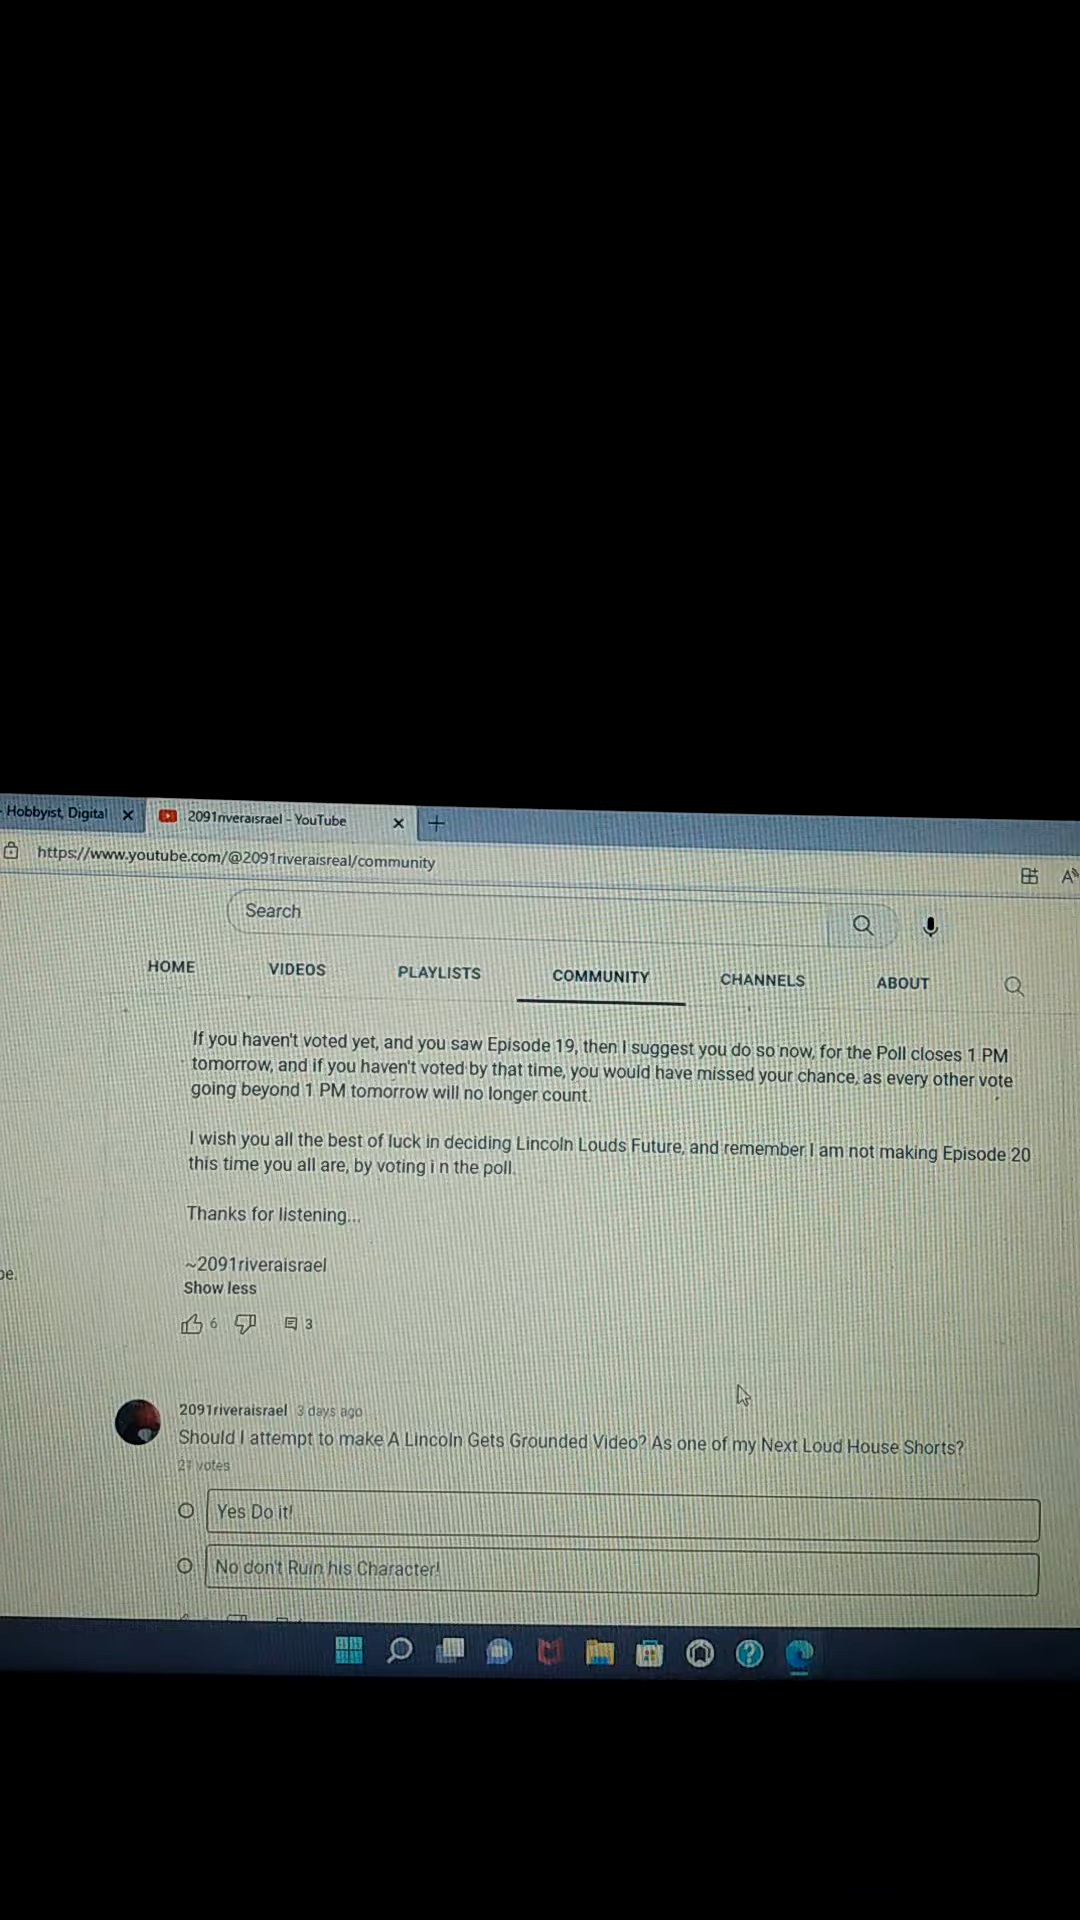 Hobbyist, Digital
2091riveraisrael - YouTube
https://www.youtube.com/@2091riveraisreal/community
Search
HOME VIDEOS PLAYLISTS COMMUNITY CHANNELS ABOUT
If you haven't voted yet, and you saw Episode 19, then I suggest you do so now, for the Poll closes 1 PM
tomorrow, and if you haven't voted by that time, you would have missed your chance, as every other vote
going beyond 1 PM tomorrow will no longer count.
I wish you all the best of luck in deciding Lincoln Louds Future, and remember I am not making Episode 20
this time you all are, by voting i n the poll.
Thanks for listening...
~2091riveraisrael
Show less
6 3
2091riveraisrael 3 days ago
Should I attempt to make A Lincoln Gets Grounded Video? As one of my Next Loud House Shorts?
21 votes
Yes Do it!
No don't Ruin his Character!